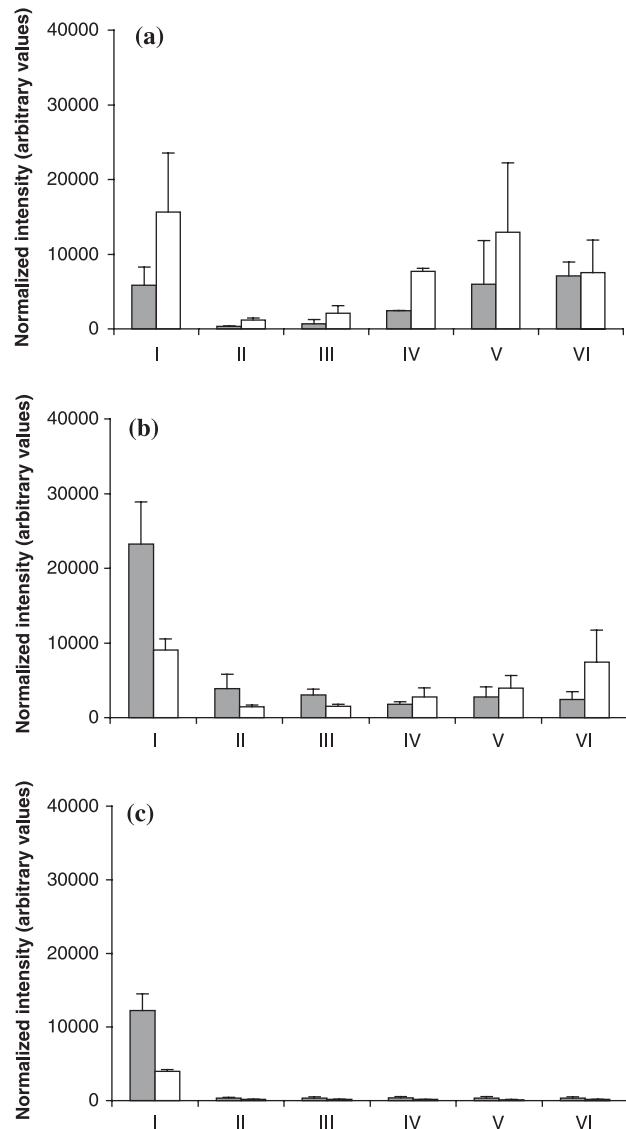 (a)
Normalized intensity (arbitrary values)
40000
30000
20000
10000
0
I II III IV V VI
(b)
Normalized intensity (arbitrary values)
40000
30000
20000
10000
0
I II III IV V VI
(c)
Normalized intensity (arbitrary values)
40000
30000
20000
10000
0
I II III IV V VI